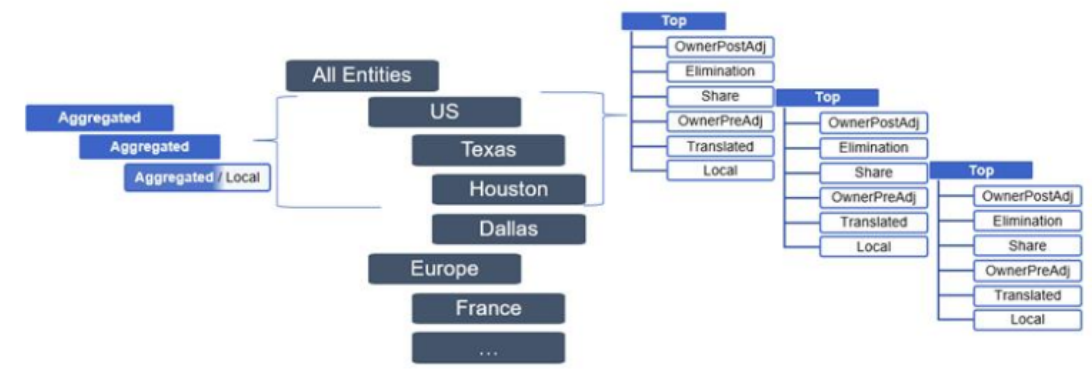 Aggregated
Aggregated
Aggregated / Local
All Entities
US
Texas
Houston
Dallas
Europe
France
...
Top
OwnerPostAdj
Elimination
Share
OwnerPreAdj
Translated
Local
Top
OwnerPostAdj
Elimination
Share
OwnerPreAdj
Translated
Local
Top
OwnerPostAdj
Elimination
Share
OwnerPreAdj
Translated
Local